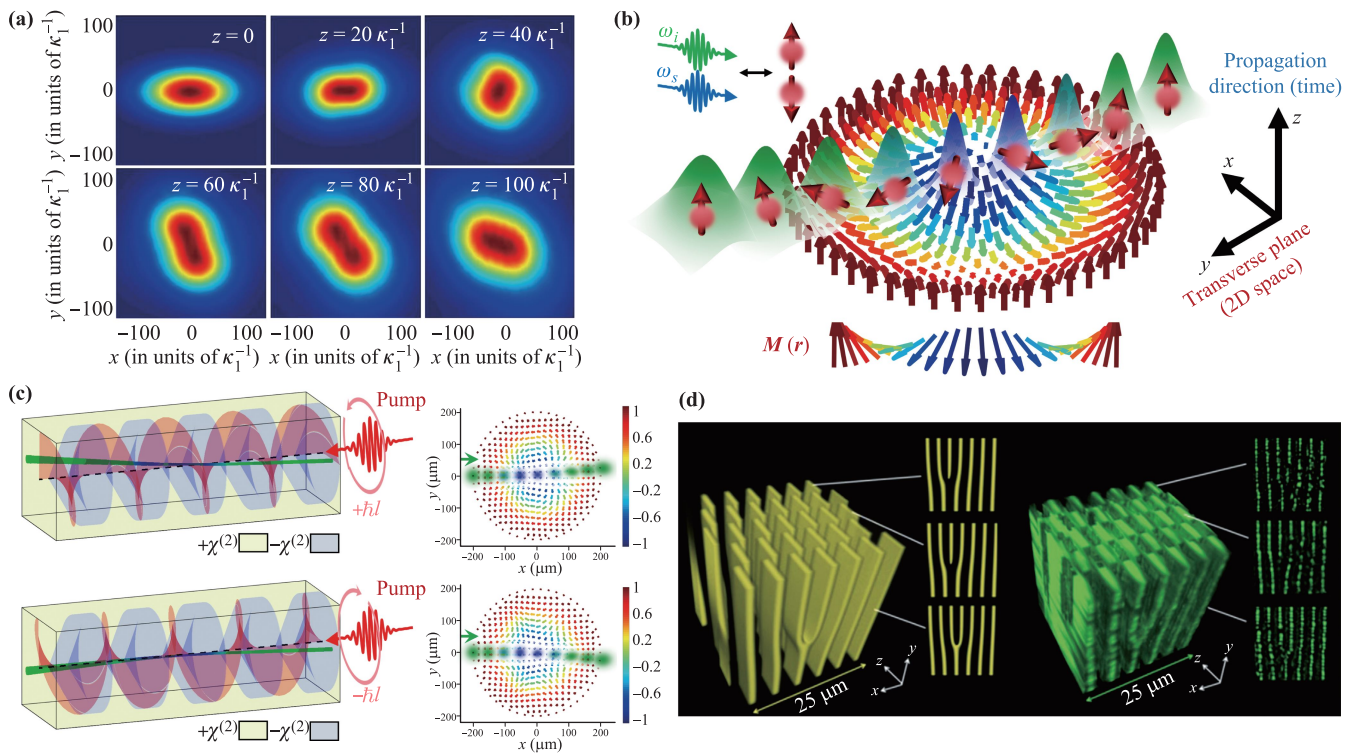 (a)
100
0
−100
y (in units of κ₁⁻¹)
z = 0
z = 20 κ₁⁻¹
z = 40 κ₁⁻¹
100
0
−100
y (in units of κ₁⁻¹)
z = 60 κ₁⁻¹
z = 80 κ₁⁻¹
z = 100 κ₁⁻¹
−100 0 100
−100 0 100
−100 0 100
x (in units of κ₁⁻¹)
x (in units of κ₁⁻¹)
x (in units of κ₁⁻¹)
(b)
ωᵢ
ωₛ
Propagation
direction (time)
z
x
y
Transverse plane
(2D space)
M (r)
(c)
Pump
+ħl
+χ⁽²⁾ −χ⁽²⁾
y (μm)
200
100
0
−100
−200
−200 −100 0 100 200
x (μm)
1
0.6
0.2
−0.2
−0.6
−1
Pump
−ħl
+χ⁽²⁾ −χ⁽²⁾
y (μm)
200
100
0
−100
−200
−200 −100 0 100 200
x (μm)
1
0.6
0.2
−0.2
−0.6
−1
(d)
25 μm
z
y
x
25 μm
z
y
x